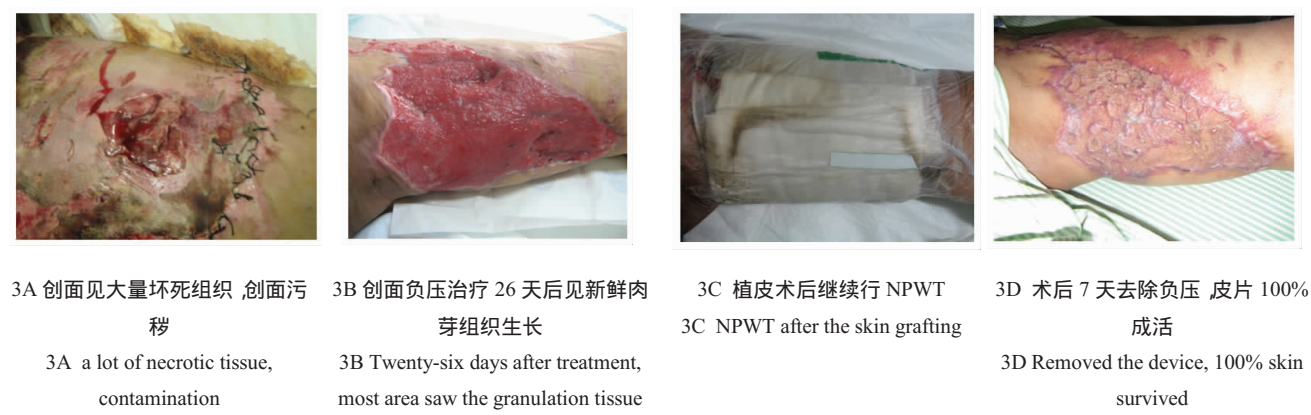 3A 创面见大量坏死组织 ,创面污
秽
3A a lot of necrotic tissue,
contamination
3B 创面负压治疗 26 天后见新鲜肉
芽组织生长
3B Twenty-six days after treatment,
most area saw the granulation tissue
3C 植皮术后继续行 NPWT
3C NPWT after the skin grafting
3D 术后 7 天去除负压 ,皮片 100%
成活
3D Removed the device, 100% skin
survived